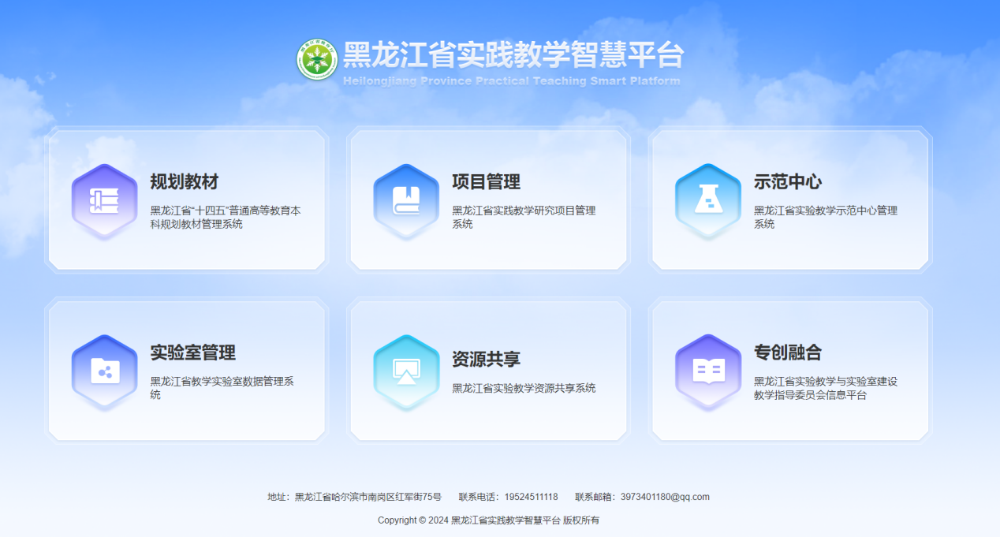 黑龙江省实践教学智慧平台
Heilongjiang Province Practical Teaching Smart Platform
规划教材
黑龙江省“十四五”普通高等教育本
科规划教材管理系统
项目管理
黑龙江省实践教学研究项目管理
系统
示范中心
黑龙江省实验教学示范中心管理
系统
实验室管理
黑龙江省教学实验室数据管理系
统
资源共享
黑龙江省实验教学资源共享系统
专创融合
黑龙江省实验教学与实验室建设
教学指导委员会信息平台
地址：黑龙江省哈尔滨市南岗区红军街75号 联系电话：19524511118 联系邮箱：3973401180@qq.com
Copyright © 2024 黑龙江省实践教学智慧平台 版权所有